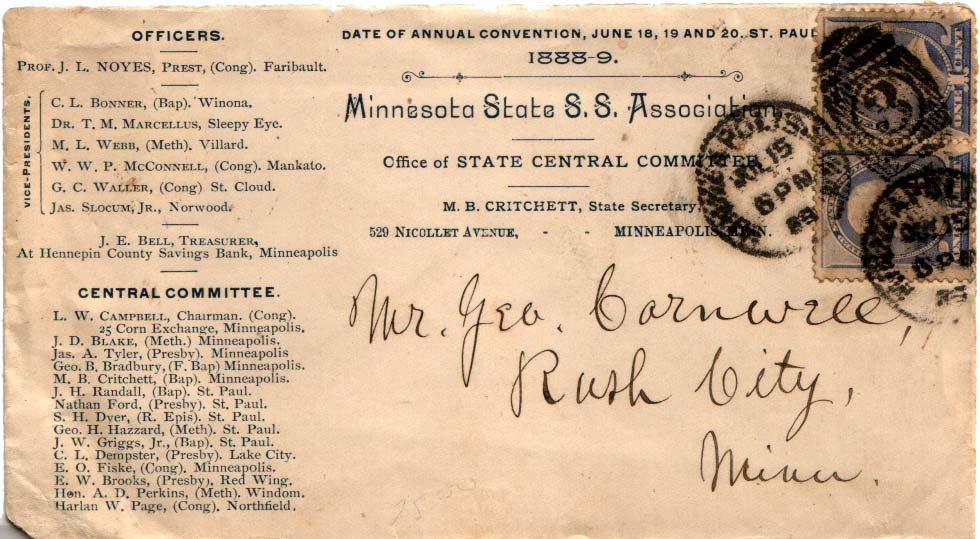 OFFICERS.
PROF. J. L. NOYES, PREST, (Cong). Faribault.
VICE-PRESIDENTS,
C. L. BONNER, (Bap). Winona.
DR. T. M. MARCELLUS, Sleepy Eye.
M. L. WEBB, (Meth). Villard.
W. W. P. MCCONNELL, (Cong). Mankato.
G. C. WALLER, (Cong) St. Cloud.
JAS. SLOCUM, JR., Norwood.
J. E. BELL, TREASURER,
At Hennepin County Savings Bank, Minneapolis
CENTRAL COMMITTEE.
L. W. CAMPBELL, Chairman. (Cong).
25 Corn Exchange, Minneapolis.
J. D. BLAKE, (Meth.) Minneapolis.
Jas. A. Tyler, (Presby). Minneapolis
Geo. B. Bradbury, (F. Bap) Minneapolis.
M. B. Critchett, (Bap). Minneapolis.
J. H. Randall, (Bap). St. Paul.
Nathan Ford, (Presby). St. Paul.
S. H. Dyer, (R. Epis). St. Paul.
Geo. H. Hazzard, (Meth). St. Paul.
J. W. Griggs, Jr., (Bap). St. Paul.
C. L. Dempster, (Presby). Lake City.
E. O. Fiske, (Cong). Minneapolis.
E. W. Brooks, (Presby). Red Wing.
Hon. A. D. Perkins, (Meth). Windom.
Harlan W. Page, (Cong). Northfield.
DATE OF ANNUAL CONVENTION, JUNE 18, 19 AND 20, ST. PAUL
1888-9.
Minnesota State S. S. Association,
Office of STATE CENTRAL COMMITTEE,
M. B. CRITCHETT, State Secretary,
529 NICOLLET AVENUE, - - MINNEAPOLIS, MINN.
15
6 PM
89
Mr. Geo. Cornwell,
Rush City,
Minn.